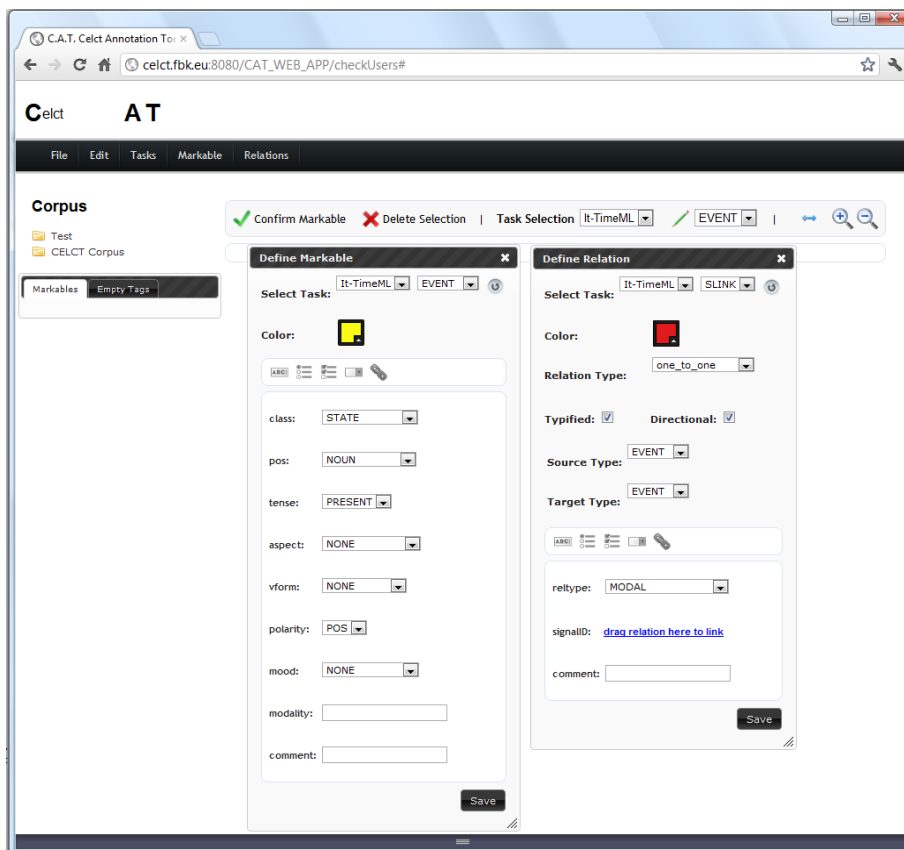 C.A.T. Celct Annotation Too
celct.fbk.eu:8080/CAT_WEB_APP/checkUsers#
Celct AT
File Edit Tasks Markable Relations
Corpus
Test
CELCT Corpus
Markables Empty Tags
Confirm Markable Delete Selection | Task Selection It-TimeML EVENT |
Define Markable
Select Task: It-TimeML EVENT
Color:
ABC
class: STATE
pos: NOUN
tense: PRESENT
aspect: NONE
vform: NONE
polarity: POS
mood: NONE
modality:
comment:
Save
Define Relation
Select Task: It-TimeML SLINK
Color:
Relation Type: one_to_one
Typified: Directional:
Source Type: EVENT
Target Type: EVENT
ABC
reltype: MODAL
signalID: drag relation here to link
comment:
Save